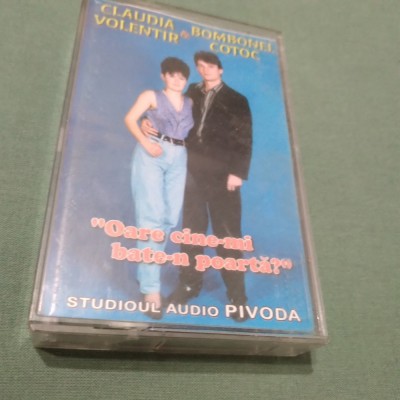 CLAUDIA & BOMBONEL
VOLENTIR COTOC
"Oare cine-mi
bate-n poartă?"
STUDIOUL AUDIO PIVODA